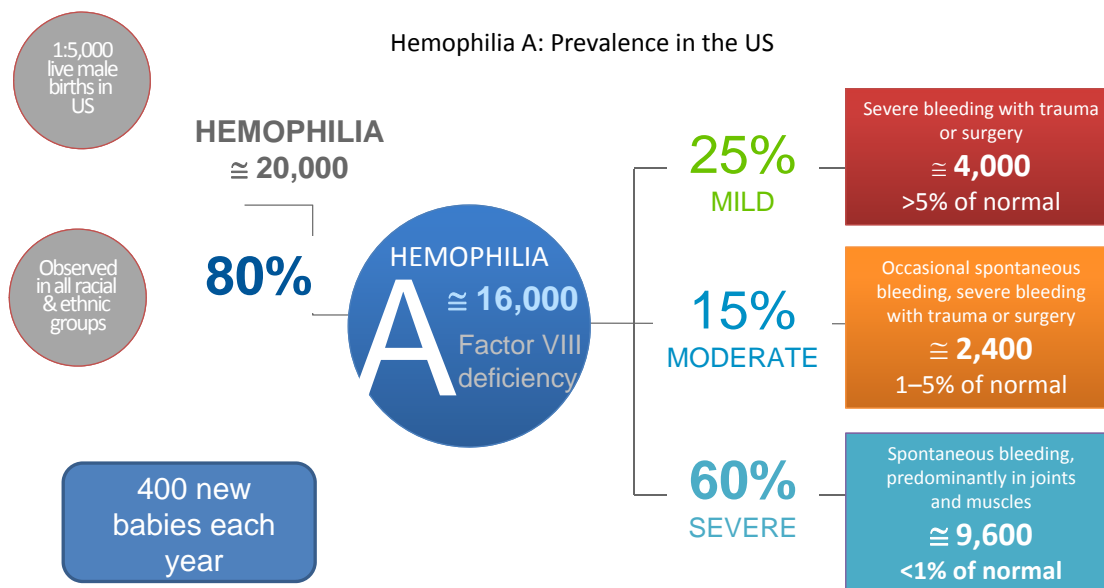 Hemophilia A: Prevalence in the US
1:5,000
live male
births in
US
Observed
in all racial
& ethnic
groups
HEMOPHILIA
≅ 20,000
80%
HEMOPHILIA
A
≅ 16,000
Factor VIII
deficiency
400 new
babies each
year
25%
MILD
Severe bleeding with trauma
or surgery
≅ 4,000
>5% of normal
15%
MODERATE
Occasional spontaneous
bleeding, severe bleeding
with trauma or surgery
≅ 2,400
1–5% of normal
60%
SEVERE
Spontaneous bleeding,
predominantly in joints
and muscles
≅ 9,600
<1% of normal